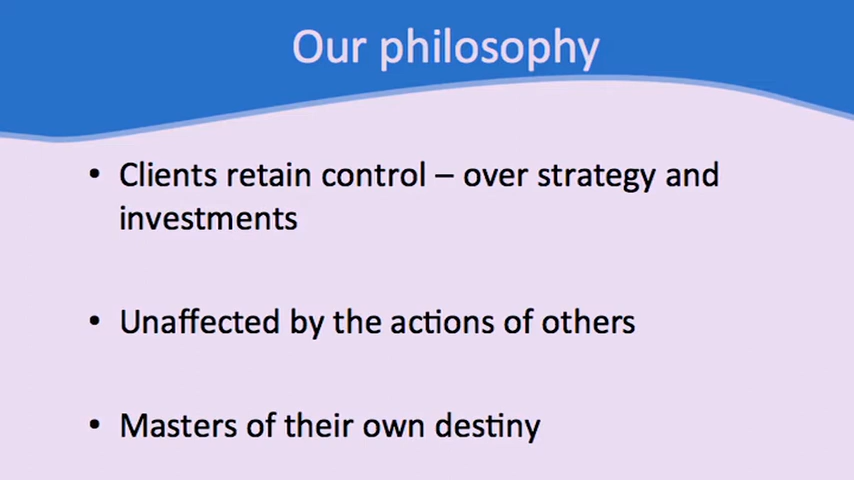 Our philosophy
• Clients retain control – over strategy and
investments
• Unaffected by the actions of others
• Masters of their own destiny